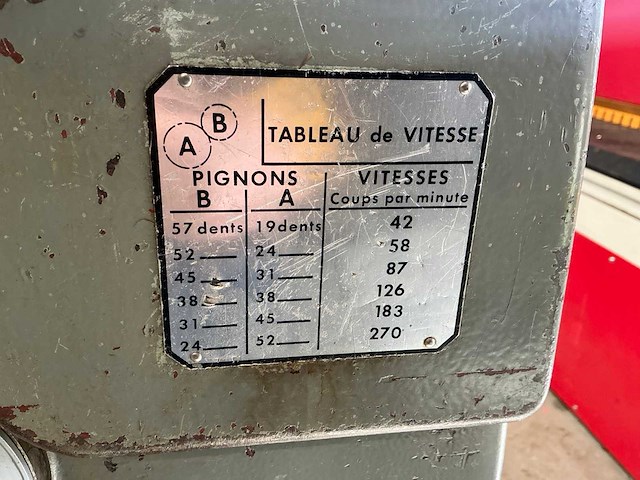 A B
TABLEAU de VITESSE
PIGNONS VITESSES
B A Coups par minute
57 dents 19 dents 42
52 24 58
45 31 87
38 38 126
31 45 183
24 52 270